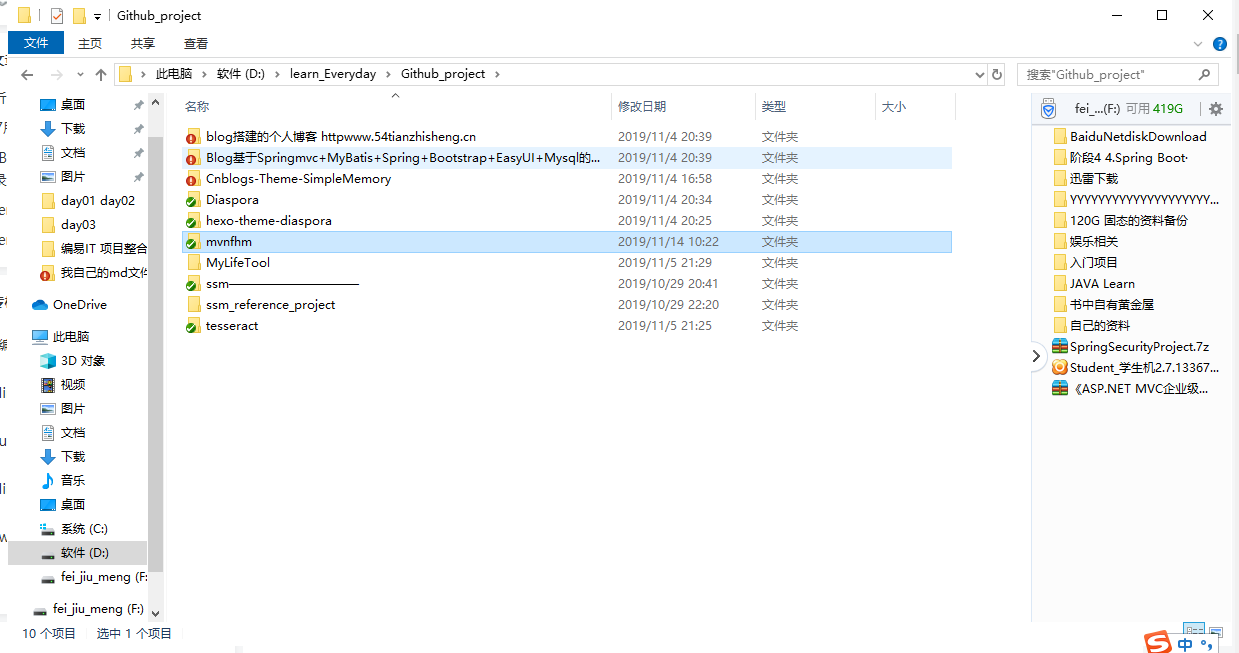 Github_project
文件 主页 共享 查看
此电脑 软件 (D:) learn_Everyday Github_project
搜索"Github_project"
桌面
下载
文档
图片
day01 day02
day03
编易IT 项目整合
我自己的md文件
OneDrive
此电脑
3D 对象
视频
图片
文档
下载
音乐
桌面
系统 (C:)
软件 (D:)
fei_jiu_meng (F:
fei_jiu_meng (F:)
名称 修改日期 类型 大小
blog搭建的个人博客 httpwww.54tianzhisheng.cn 2019/11/4 20:39 文件夹
Blog基于Springmvc+MyBatis+Spring+Bootstrap+EasyUI+Mysql的... 2019/11/4 20:39 文件夹
Cnblogs-Theme-SimpleMemory 2019/11/4 16:58 文件夹
Diaspora 2019/11/4 20:34 文件夹
hexo-theme-diaspora 2019/11/4 20:25 文件夹
mvnfhm 2019/11/14 10:22 文件夹
MyLifeTool 2019/11/5 21:29 文件夹
ssm—————————— 2019/10/29 20:41 文件夹
ssm_reference_project 2019/10/29 22:20 文件夹
tesseract 2019/11/5 21:25 文件夹
fei_...(F:) 可用 419G
BaiduNetdiskDownload
阶段4 4.Spring Boot·
迅雷下载
YYYYYYYYYYYYYYYYYYYY...
120G 固态的资料备份
娱乐相关
入门项目
JAVA Learn
书中自有黄金屋
自己的资料
SpringSecurityProject.7z
Student_学生机2.7.13367...
《ASP.NET MVC企业级...
10 个项目 选中 1 个项目
中